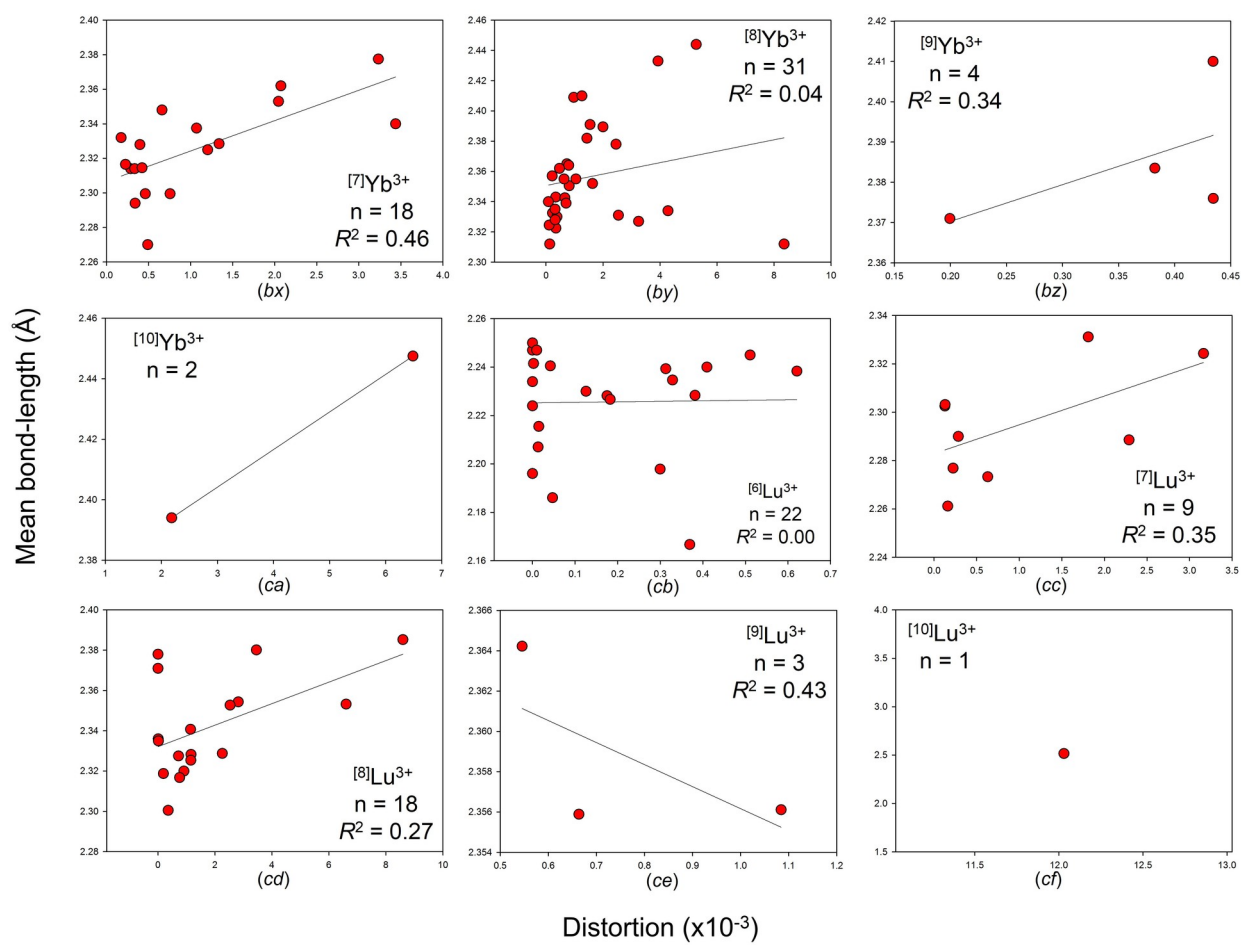 Mean bond-length (Å)
2.40
2.38
2.36
2.34
2.32
2.30
2.28
2.26
0.0 0.5 1.0 1.5 2.0 2.5 3.0 3.5 4.0
[7]Yb3+
n = 18
R2 = 0.46
(bx)
2.46
2.44
2.42
2.40
2.38
2.36
2.34
2.32
2.30
0 2 4 6 8 10
[8]Yb3+
n = 31
R2 = 0.04
(by)
2.42
2.41
2.40
2.39
2.38
2.37
2.36
0.15 0.20 0.25 0.30 0.35 0.40 0.45
[9]Yb3+
n = 4
R2 = 0.34
(bz)
2.46
2.44
2.42
2.40
2.38
1 2 3 4 5 6 7
[10]Yb3+
n = 2
(ca)
2.26
2.24
2.22
2.20
2.18
2.16
0.0 0.1 0.2 0.3 0.4 0.5 0.6 0.7
[6]Lu3+
n = 22
R2 = 0.00
(cb)
2.34
2.32
2.30
2.28
2.26
2.24
0.0 0.5 1.0 1.5 2.0 2.5 3.0 3.5
[7]Lu3+
n = 9
R2 = 0.35
(cc)
2.40
2.38
2.36
2.34
2.32
2.30
2.28
0 2 4 6 8 10
[8]Lu3+
n = 18
R2 = 0.27
(cd)
2.366
2.364
2.362
2.360
2.358
2.356
2.354
0.5 0.6 0.7 0.8 0.9 1.0 1.1 1.2
[9]Lu3+
n = 3
R2 = 0.43
(ce)
4.0
3.5
3.0
2.5
2.0
1.5
11.5 12.0 12.5 13.0
[10]Lu3+
n = 1
(cf)
Distortion (x10-3)